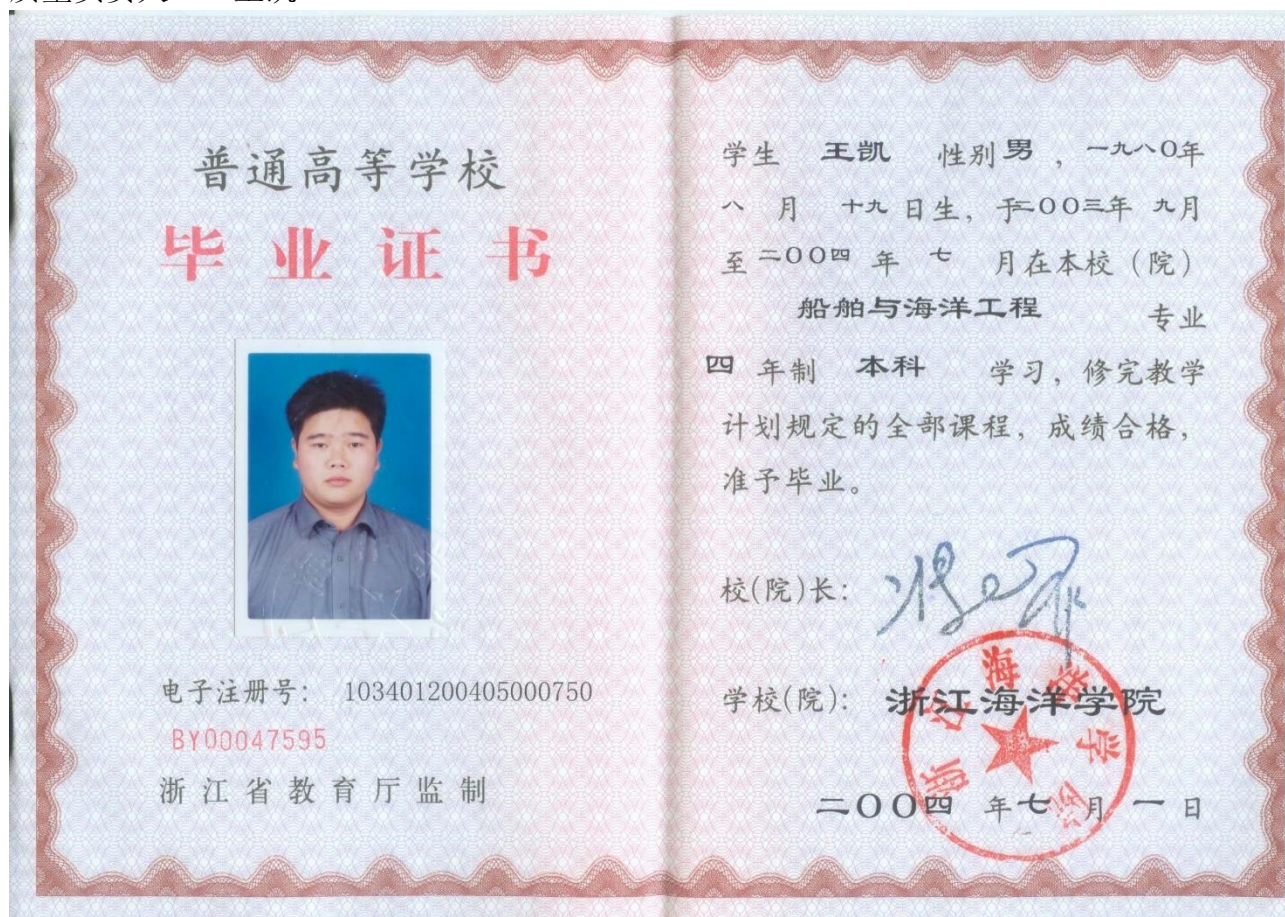 普通高等学校
毕业证书
电子注册号: 103401200405000750
BY00047595
浙江省教育厅监制
学生 王凯 性别 男 , 一九八〇年
八 月 十九 日生, 于二〇〇三年 九月
至 二〇〇四 年 七 月在本校 (院)
船舶与海洋工程 专业
四 年制 本科 学习, 修完教学
计划规定的全部课程, 成绩合格,
准予毕业。
校(院)长:
学校(院): 浙江海洋学院
浙江海洋学院
二〇〇四 年七 月 一 日